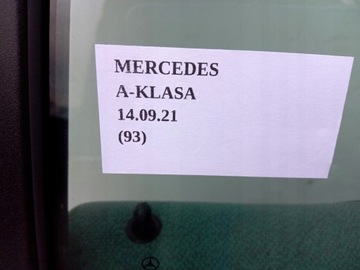 MERCEDES
A-KLASA
14.09.21
(93)